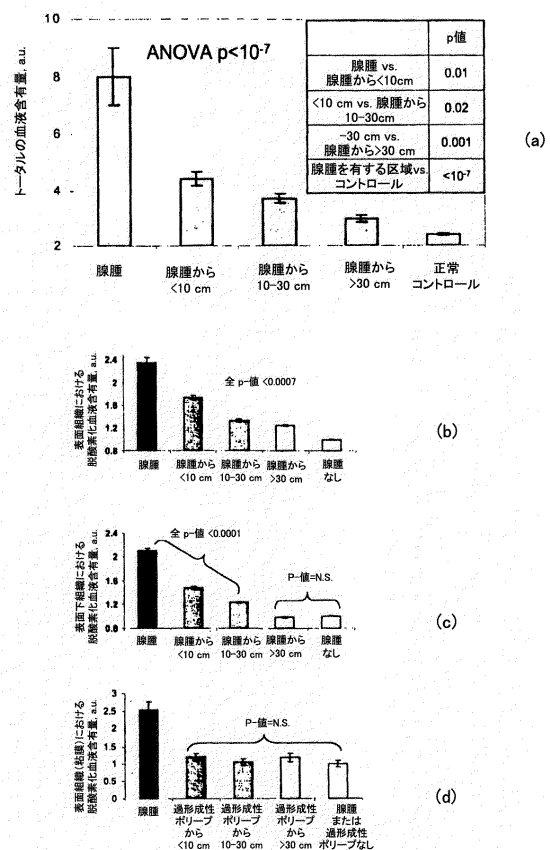 10
8
6
4
2
トータルの血液含有量, a.u.
ANOVA p<10-7
p値
腺腫 vs.
腺腫から<10cm
0.01
<10 cm vs. 腺腫から
10-30cm
0.02
-30 cm vs.
腺腫から>30 cm
0.001
腺腫を有する区域vs.
コントロール
<10-7
(a)
腺腫
腺腫から
<10 cm
腺腫から
10-30 cm
腺腫から
>30 cm
正常
コントロール
表面組織における
脱酸素化血液含有量, a.u.
2.4
2
1.6
1.2
0.8
全 p-値 <0.0007
腺腫
腺腫から
<10 cm
腺腫から
10-30 cm
腺腫から
>30 cm
腺腫
なし
(b)
表面下組織における
脱酸素化血液含有量, a.u.
2.4
2
1.6
1.2
0.8
全 p-値 <0.0001
P-値=N.S.
腺腫
腺腫から
<10 cm
腺腫から
10-30 cm
腺腫から
>30 cm
腺腫
なし
(c)
表面組織(粘膜)における
脱酸素化血液含有量, a.u.
3
2.5
2
1.5
1
0.5
0
P-値=N.S.
腺腫
過形成性
ポリープ
から
<10 cm
過形成性
ポリープ
から
10-30 cm
過形成性
ポリープ
から
>30 cm
腺腫
または
過形成性
ポリープなし
(d)